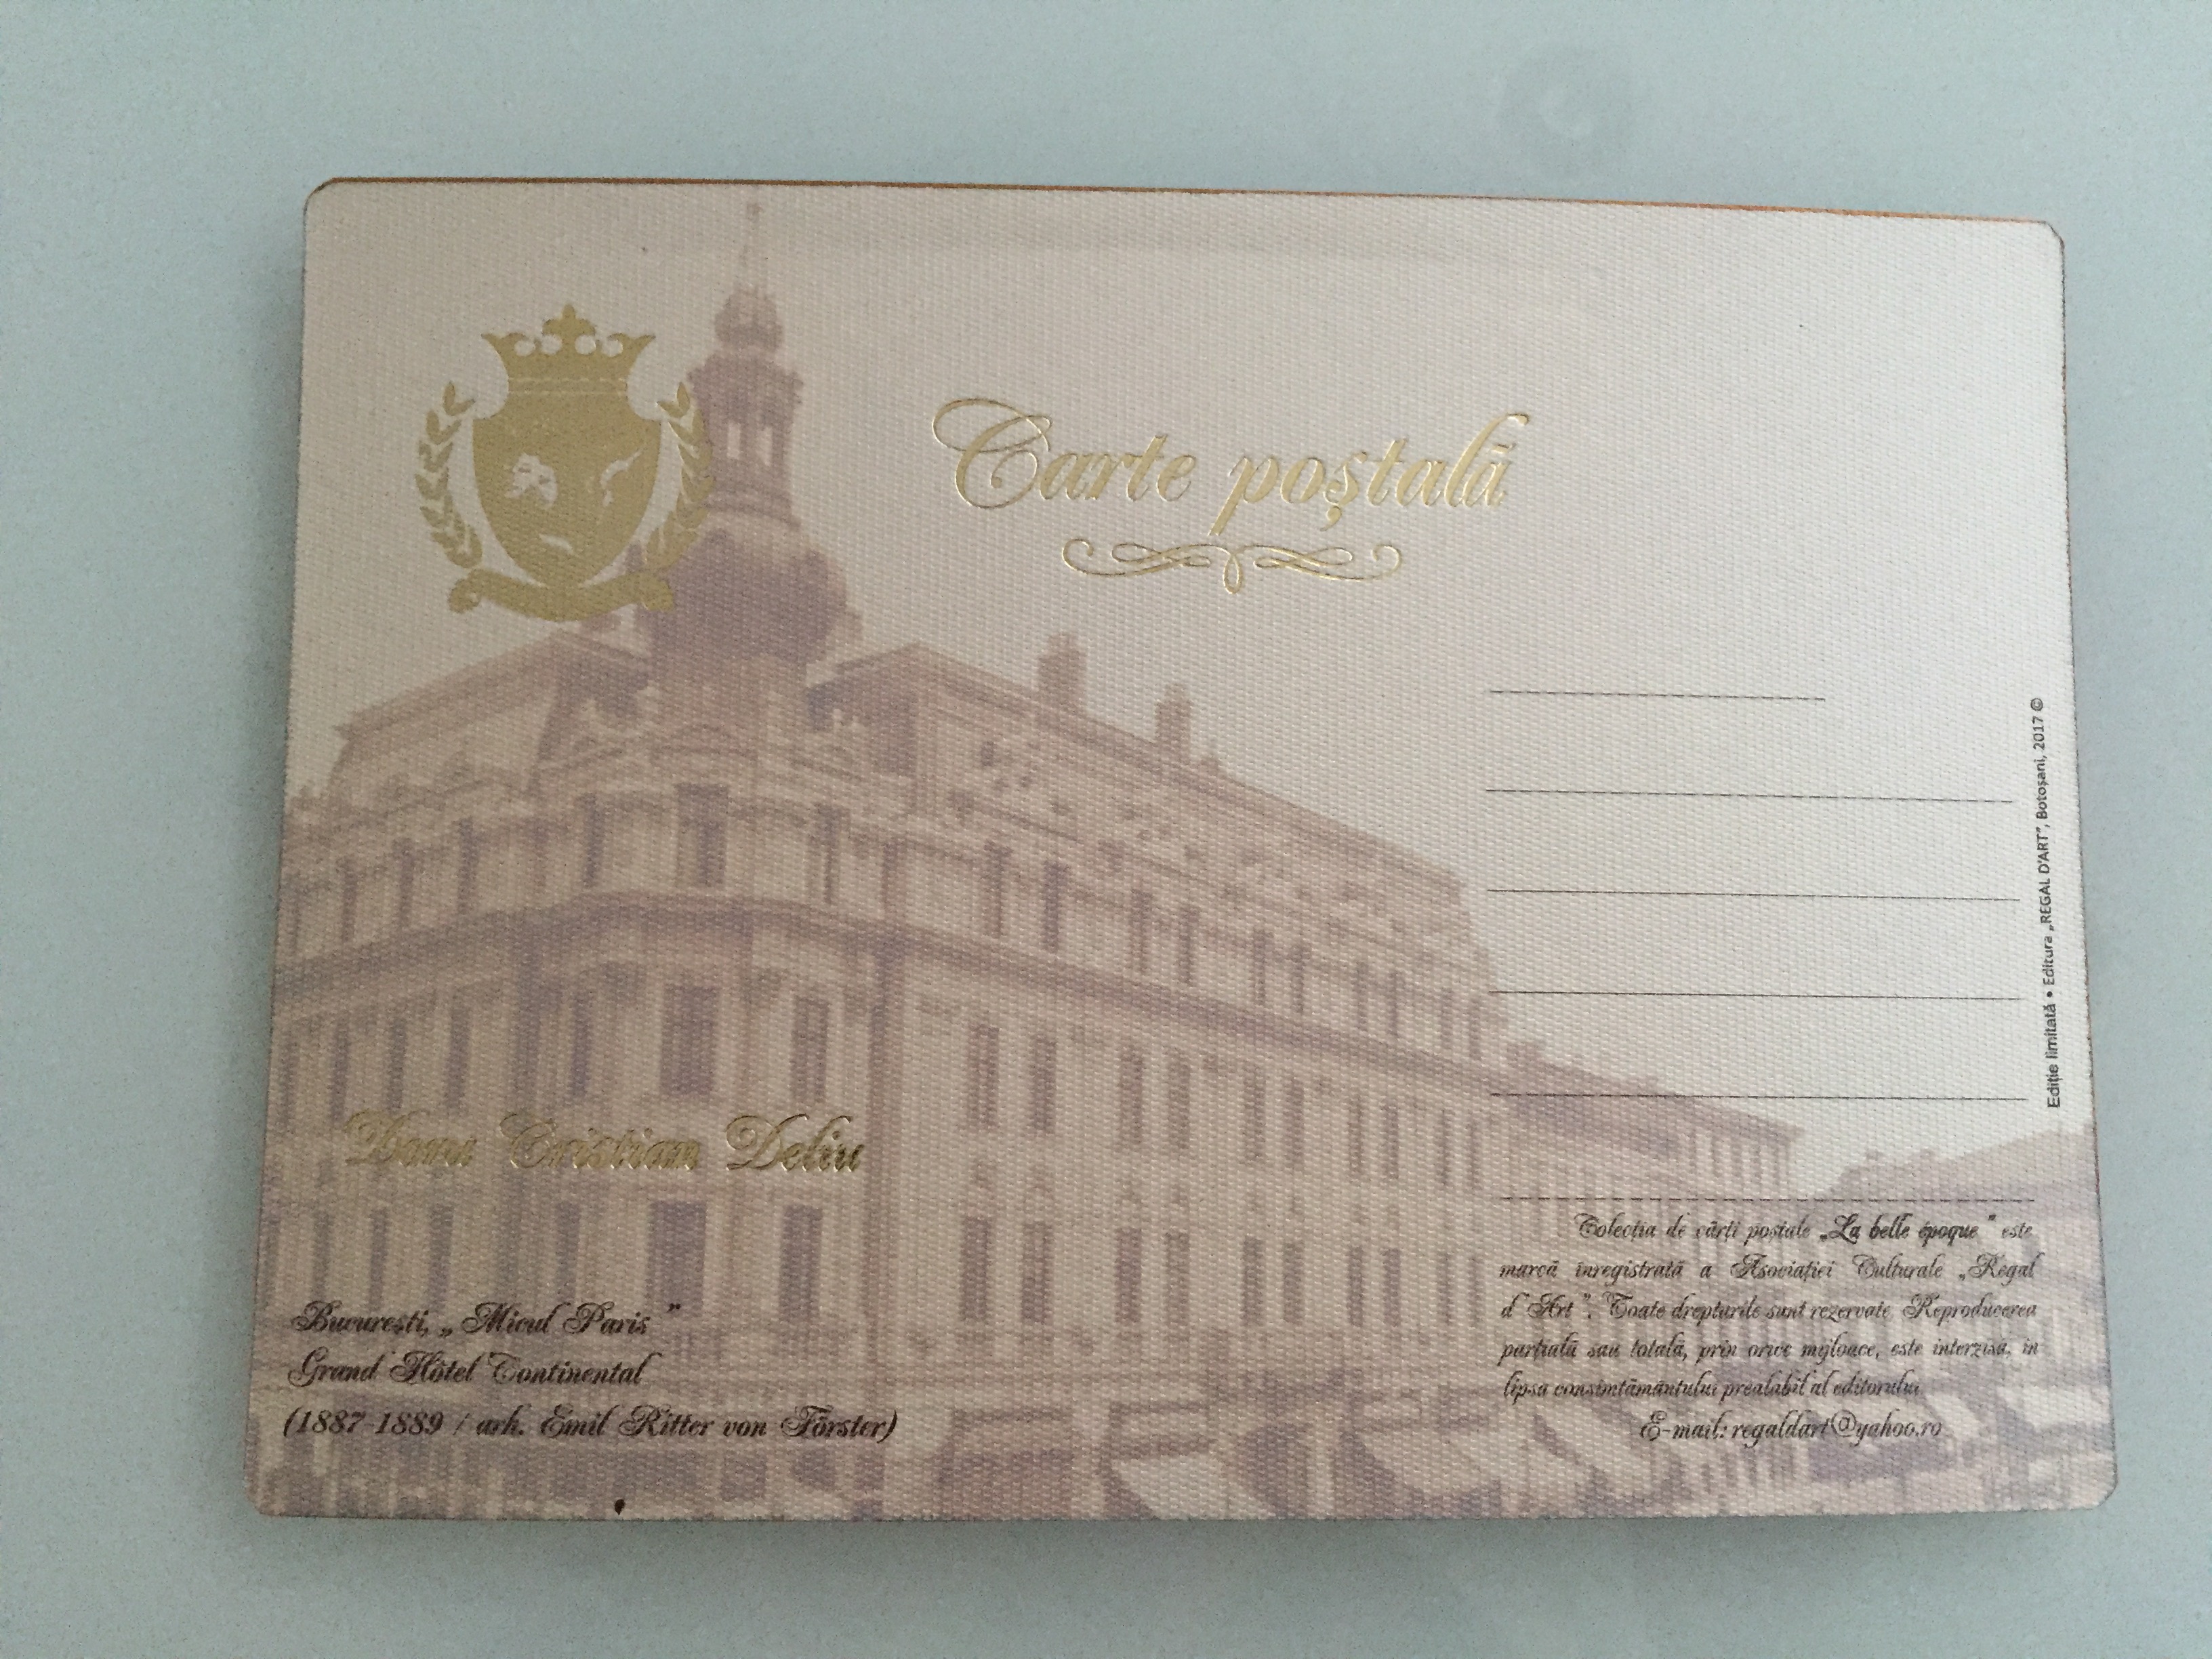 Carte poștală
Cristian Deliu
București, „Micul Paris”
Grand Hôtel Continental
(1887-1889 / arh. Emil Ritter von Förster)
Colecția de cărți poștale „La belle époque” este
marcă înregistrată a Asociației Culturale „Regal
d'Art”. Toate drepturile sunt rezervate. Reproducerea
parțială sau totală, prin orice mijloace, este interzisă, în
lipsa consimțământului prealabil al editorului.
E-mail: regaldart@yahoo.ro
Ediție limitată • Editura „REGAL D'ART”, Botoșani, 2017 ©